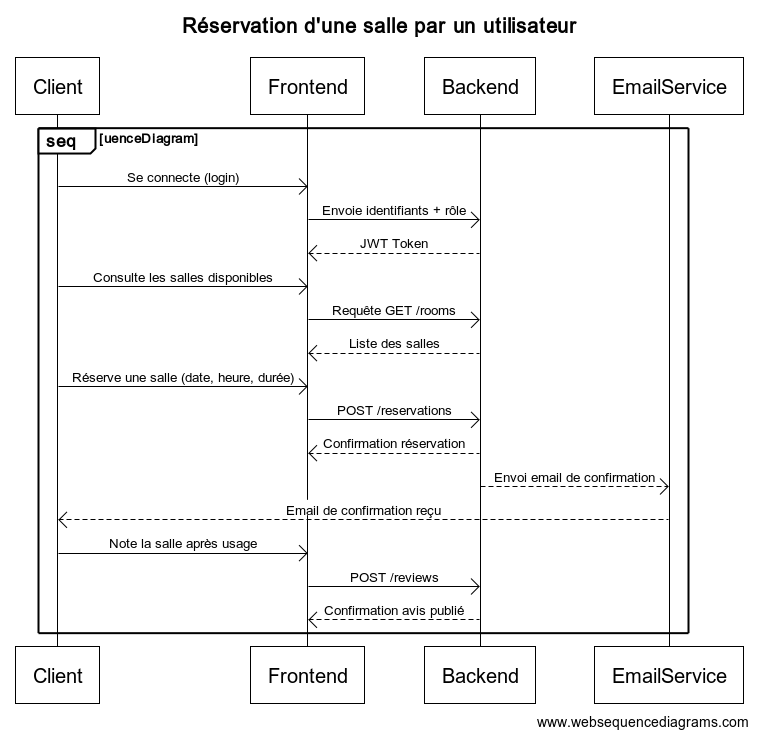 Réservation d'une salle par un utilisateur
Client
Frontend
Backend
EmailService
seq
[uenceDiagram]
Se connecte (login)
Envoie identifiants + rôle
JWT Token
Consulte les salles disponibles
Requête GET /rooms
Liste des salles
Réserve une salle (date, heure, durée)
POST /reservations
Confirmation réservation
Envoi email de confirmation
Email de confirmation reçu
Note la salle après usage
POST /reviews
Confirmation avis publié
Client
Frontend
Backend
EmailService
www.websequencediagrams.com